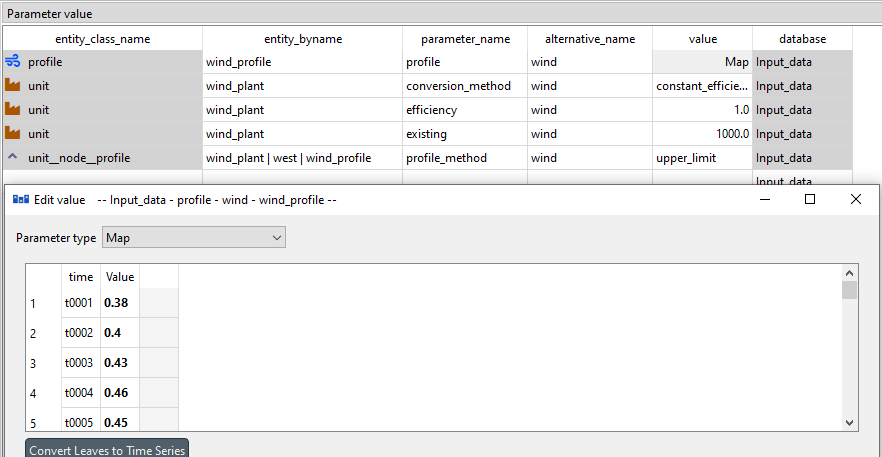 Parameter value
entity_class_name entity_byname parameter_name alternative_name value database
profile wind_profile profile wind Map Input_data
unit wind_plant conversion_method wind constant_efficie... Input_data
unit wind_plant efficiency wind 1.0 Input_data
unit wind_plant existing wind 1000.0 Input_data
unit__node__profile wind_plant | west | wind_profile profile_method wind upper_limit Input_data
Input_data
Edit value -- Input_data - profile - wind - wind_profile --
Parameter type Map
time Value
1 t0001 0.38
2 t0002 0.4
3 t0003 0.43
4 t0004 0.46
5 t0005 0.45
Convert Leaves to Time Series